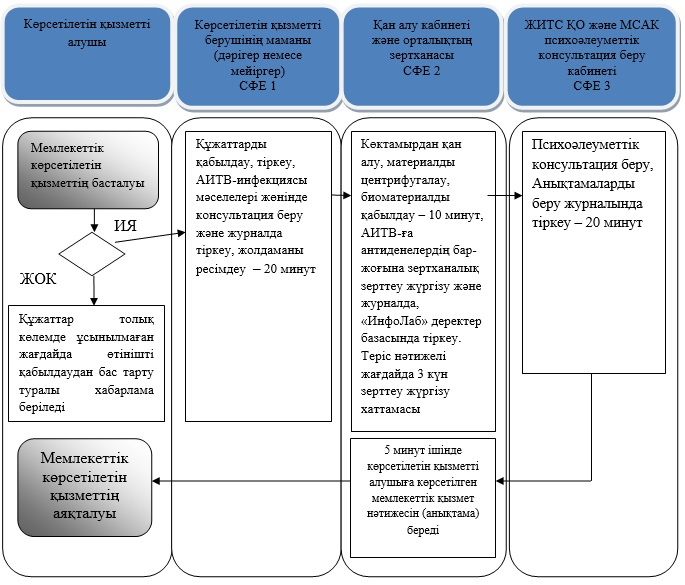 Көрсетілетін қызметті
алушы
Көрсетілетін қызметті
берушінің маманы
(дәрігер немесе
мейіргер)
СФЕ 1
Қан алу кабинеті
және орталықтың
зертханасы
СФЕ 2
ЖИТС ҚО және МСАК
психоәлеуметтік
консультация беру
кабинеті
СФЕ 3
Мемлекеттік
көрсетілетін
қызметтің басталуы
ИЯ
ЖОК
Құжаттар толық
көлемде ұсынылмаған
жағдайда өтінішті
қабылдаудан бас тарту
туралы хабарлама
беріледі
Мемлекеттік
көрсетілетін
қызметтің
аяқталуы
Құжаттарды
қабылдау, тіркеу,
АИТВ-инфекциясы
мәселелері жөнінде
консультация беру
және журналда
тіркеу, жолдаманы
ресімдеу – 20 минут
Көктамырдан қан
алу, материалды
центрифугалау,
биоматериалды
қабылдау – 10 минут,
АИТВ-ға
антиденелердің бар-
жоғына зертханалық
зерттеу жүргізу және
журналда,
«ИнфоЛаб» деректер
базасында тіркеу.
Теріс нәтижелі
жағдайда 3 күн
зерттеу жүргізу
хаттамасы
5 минут ішінде
көрсетілетін қызметті
алушыға көрсетілген
мемлекеттік қызмет
нәтижесін (анықтама)
береді
Психоәлеуметтік
консультация беру,
Анықтамаларды
беру журналында
тіркеу – 20 минут